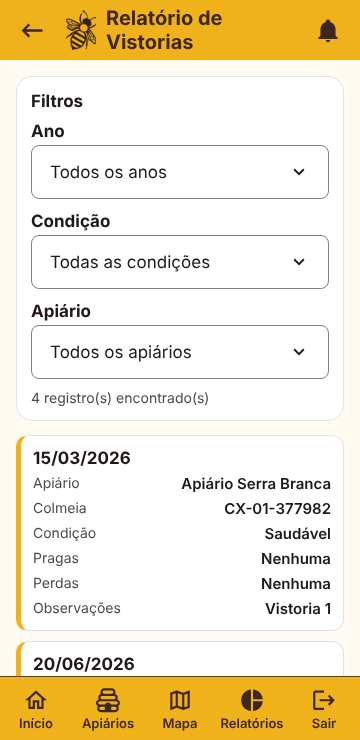 Relatório de
Vistorias
Filtros
Ano
Todos os anos
Condição
Todas as condições
Apiário
Todos os apiários
4 registro(s) encontrado(s)
15/03/2026
Apiário Apiário Serra Branca
Colmeia CX-01-377982
Condição Saudável
Pragas Nenhuma
Perdas Nenhuma
Observações Vistoria 1
20/06/2026
Início Apiários Mapa Relatórios Sair